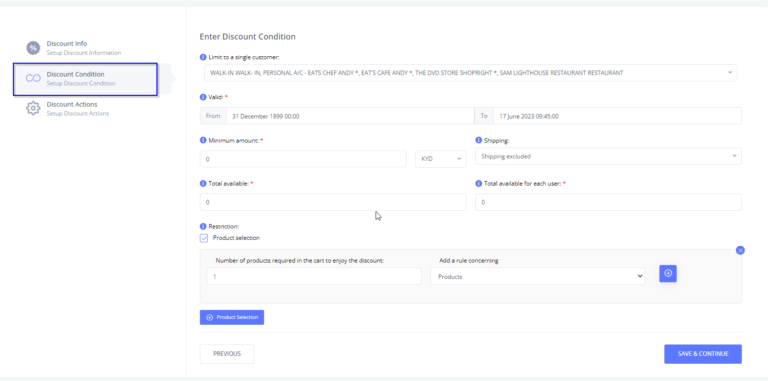 Enter Discount Condition
%
Discount Info
Setup Discount Information
Discount Condition
Setup Discount Condition
Discount Actions
Setup Discount Actions
Limit to a single customer:
WALK-IN WALK- IN, PERSONAL A/C - EATS CHEF ANDY *, EAT'S CAFE ANDY *, THE DVD STORE SHOPRIGHT *, SAM LIGHTHOUSE RESTAURANT RESTAURANT
Valid: *
From 31 December 1899 00:00 To 17 June 2023 09:45:00
Minimum amount: * Shipping:
0 KYD Shipping excluded
Total available: * Total available for each user: *
0 0
Restriction:
Product selection
Number of products required in the cart to enjoy the discount: Add a rule concerning
1 Products
Product Selection
PREVIOUS SAVE & CONTINUE